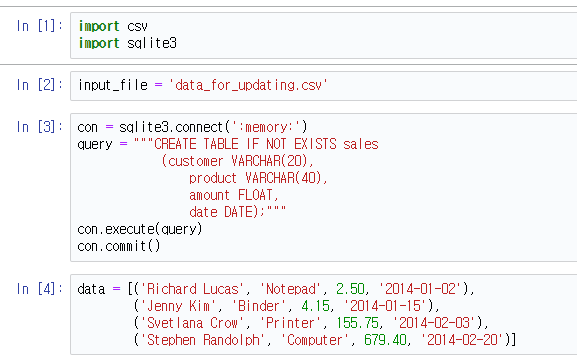 In [1]: import csv
import sqlite3
In [2]: input_file = 'data_for_updating.csv'
In [3]: con = sqlite3.connect(':memory:')
query = """CREATE TABLE IF NOT EXISTS sales
(customer VARCHAR(20),
product VARCHAR(40),
amount FLOAT,
date DATE);"""
con.execute(query)
con.commit()
In [4]: data = [('Richard Lucas', 'Notepad', 2.50, '2014-01-02'),
('Jenny Kim', 'Binder', 4.15, '2014-01-15'),
('Svetlana Crow', 'Printer', 155.75, '2014-02-03'),
('Stephen Randolph', 'Computer', 679.40, '2014-02-20')]